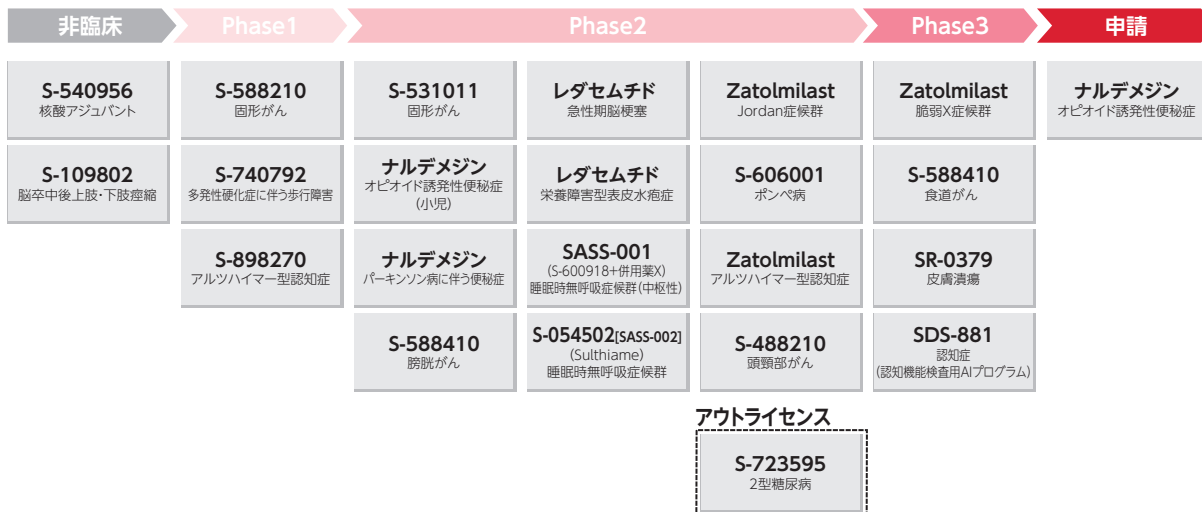 非臨床
Phase1
Phase2
Phase3
申請
S-540956
核酸アジュバント
S-109802
脳卒中後上肢・下肢痙縮
S-588210
固形がん
S-740792
多発性硬化症に伴う歩行障害
S-898270
アルツハイマー型認知症
S-531011
固形がん
ナルデメジン
オピオイド誘発性便秘症
(小児)
ナルデメジン
パーキンソン病に伴う便秘症
S-588410
膀胱がん
レダセムチド
急性期脳梗塞
レダセムチド
栄養障害型表皮水疱症
SASS-001
(S-600918+併用薬X)
睡眠時無呼吸症候群(中枢性)
S-054502[SASS-002]
(Sulthiame)
睡眠時無呼吸症候群
Zatolmilast
Jordan症候群
S-606001
ポンペ病
Zatolmilast
アルツハイマー型認知症
S-488210
頭頸部がん
アウトライセンス
S-723595
2型糖尿病
Zatolmilast
脆弱X症候群
S-588410
食道がん
SR-0379
皮膚潰瘍
SDS-881
認知症
(認知機能検査用AIプログラム)
ナルデメジン
オピオイド誘発性便秘症